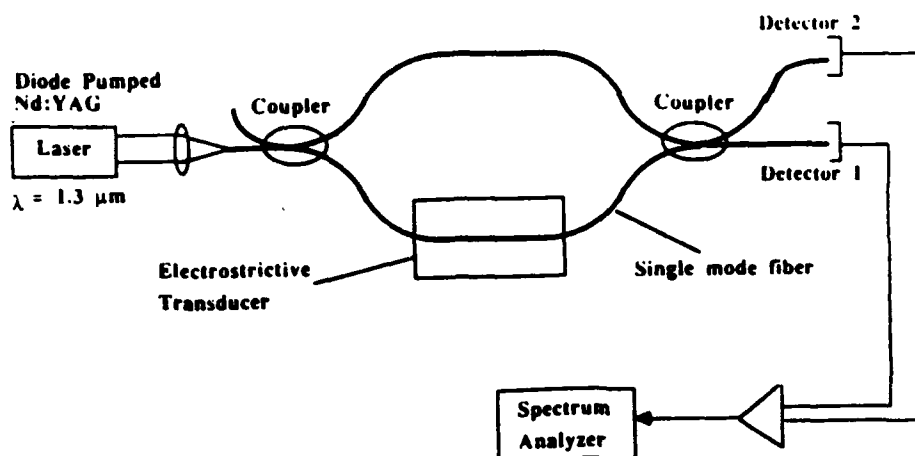 Detector 2
Diode Pumped
Nd:YAG
Coupler
Coupler
Laser
Detector 1
λ = 1.3 μm
Electrostrictive
Transducer
Single mode fiber
Spectrum
Analyzer